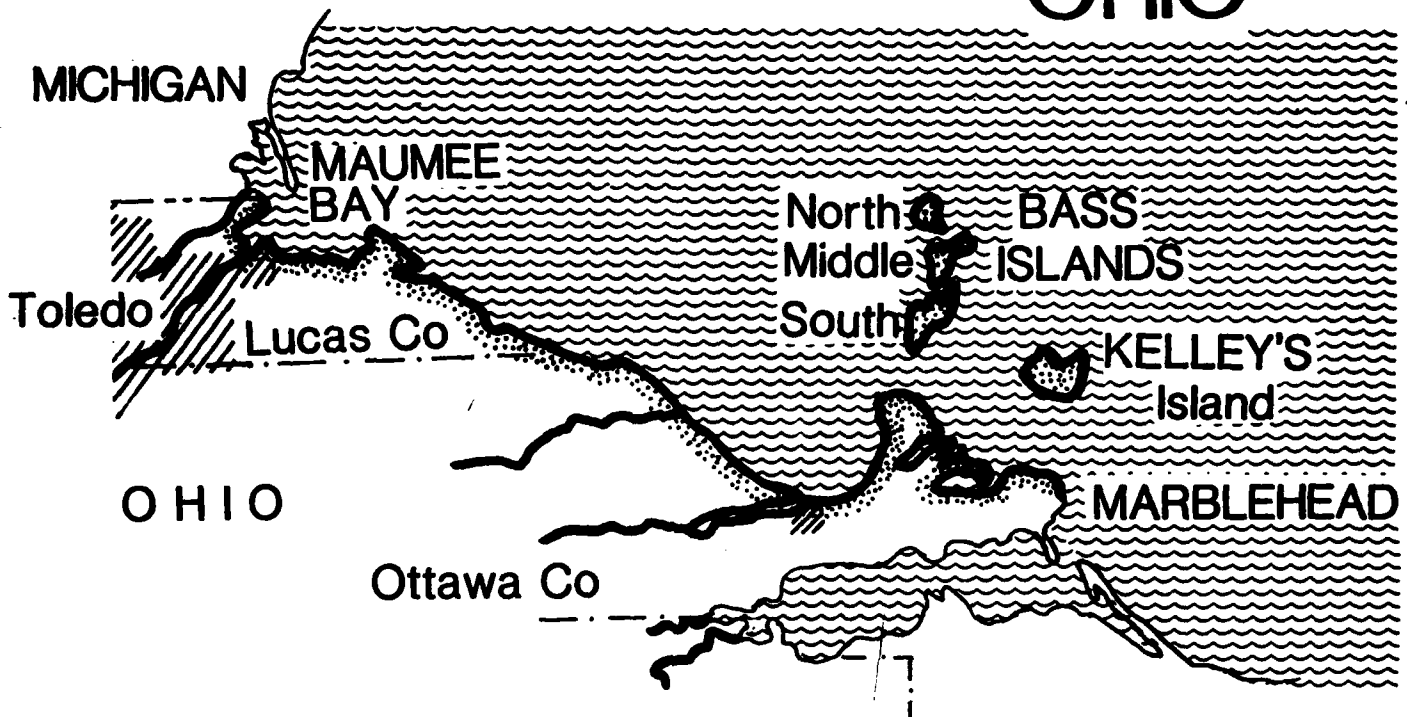 OHIO
MICHIGAN
MAUMEE
BAY
North
BASS
Middle
ISLANDS
Toledo
South
Lucas Co
KELLEY'S
Island
OHIO
MARBLEHEAD
Ottawa Co